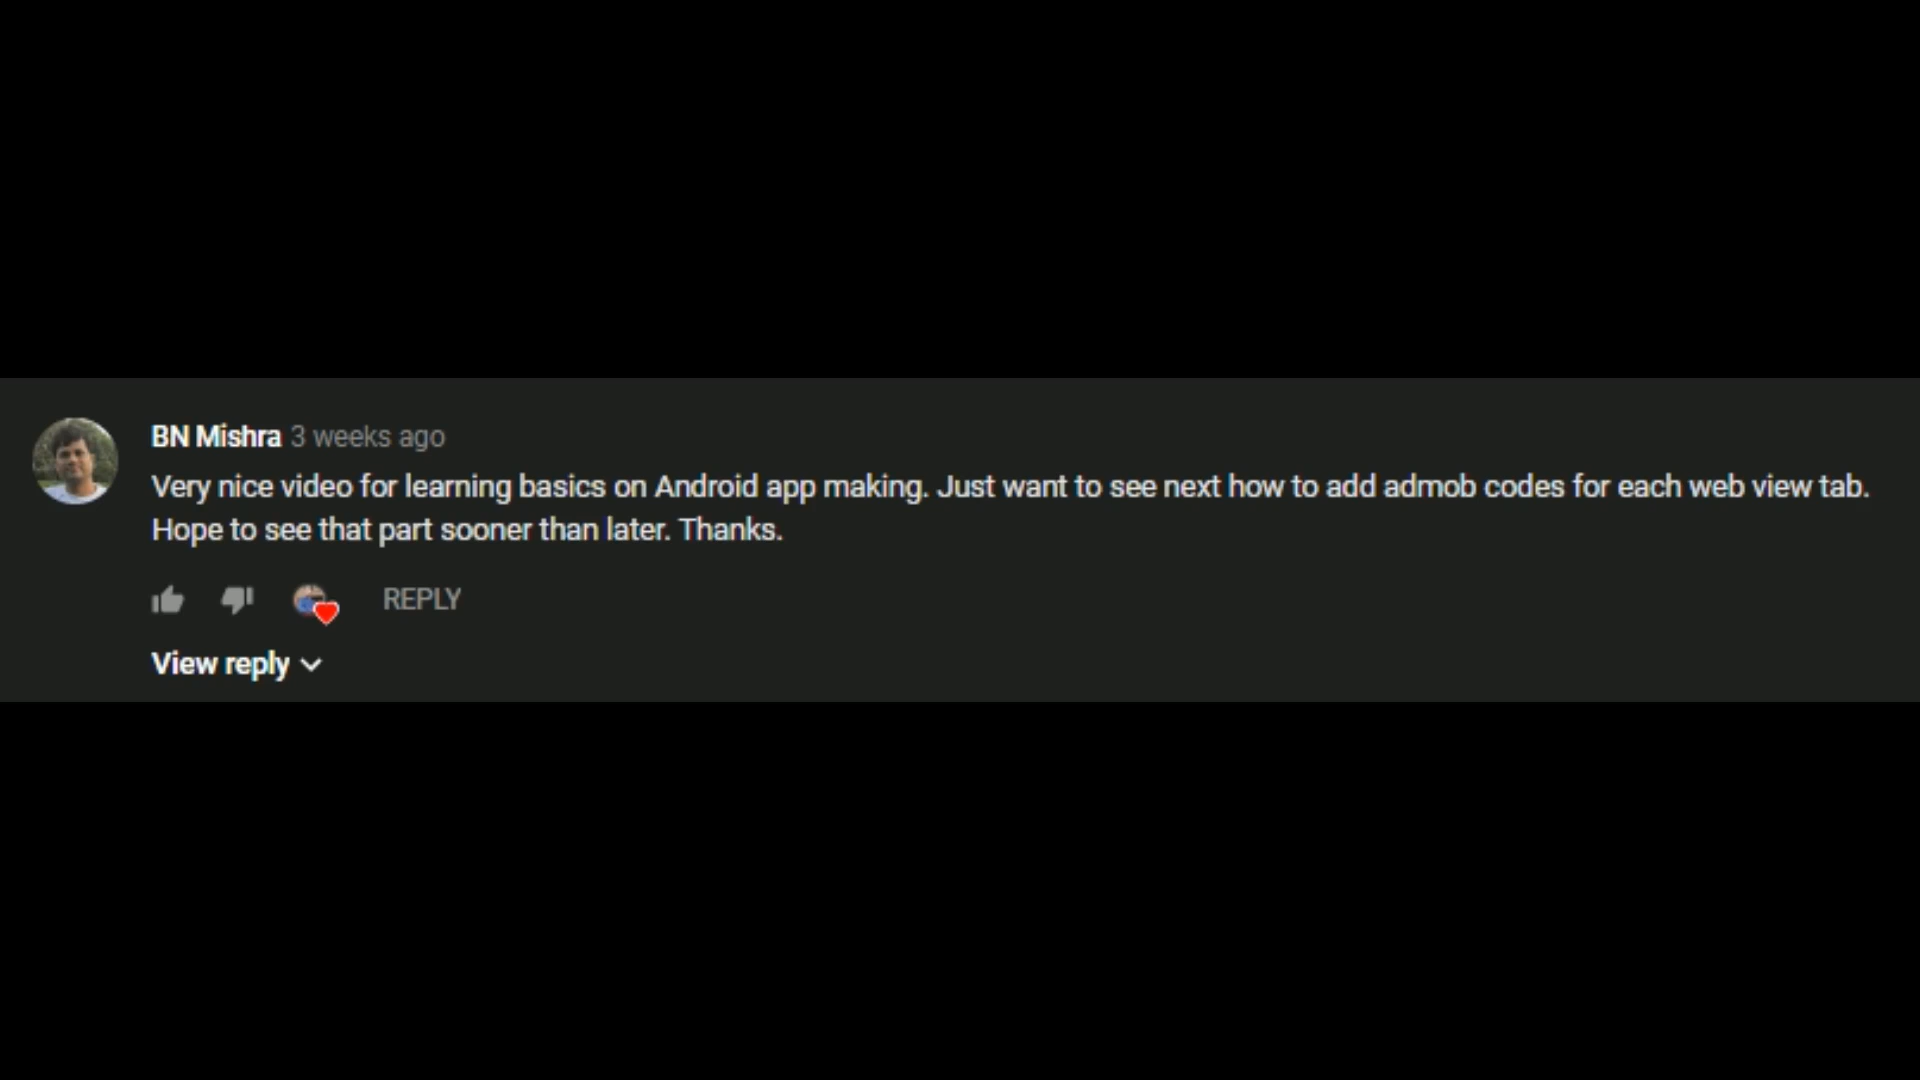 BN Mishra 3 weeks ago
Very nice video for learning basics on Android app making. Just want to see next how to add admob codes for each web view tab.
Hope to see that part sooner than later. Thanks.
REPLY
View reply